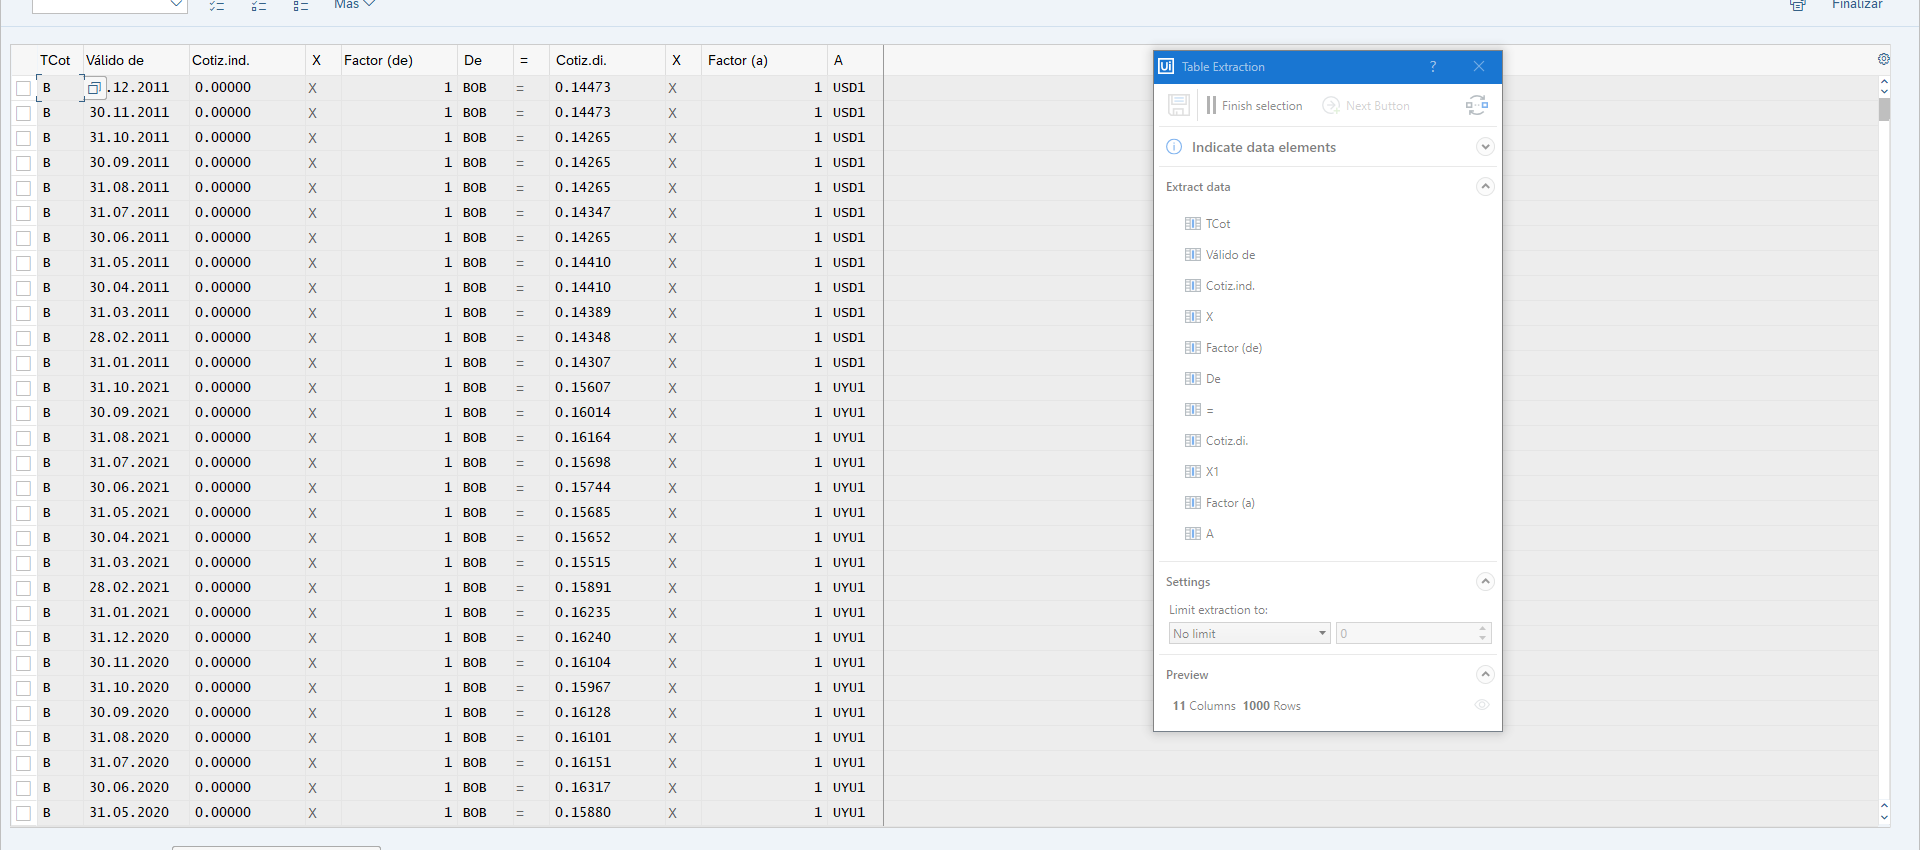 Más
Finalizar
TCot Válido de Cotiz.ind. X Factor (de) De = Cotiz.di. X Factor (a) A
B .12.2011 0.00000 X 1 BOB = 0.14473 X 1 USD1
B 30.11.2011 0.00000 X 1 BOB = 0.14473 X 1 USD1
B 31.10.2011 0.00000 X 1 BOB = 0.14265 X 1 USD1
B 30.09.2011 0.00000 X 1 BOB = 0.14265 X 1 USD1
B 31.08.2011 0.00000 X 1 BOB = 0.14265 X 1 USD1
B 31.07.2011 0.00000 X 1 BOB = 0.14347 X 1 USD1
B 30.06.2011 0.00000 X 1 BOB = 0.14265 X 1 USD1
B 31.05.2011 0.00000 X 1 BOB = 0.14410 X 1 USD1
B 30.04.2011 0.00000 X 1 BOB = 0.14410 X 1 USD1
B 31.03.2011 0.00000 X 1 BOB = 0.14389 X 1 USD1
B 28.02.2011 0.00000 X 1 BOB = 0.14348 X 1 USD1
B 31.01.2011 0.00000 X 1 BOB = 0.14307 X 1 USD1
B 31.10.2021 0.00000 X 1 BOB = 0.15607 X 1 UYU1
B 30.09.2021 0.00000 X 1 BOB = 0.16014 X 1 UYU1
B 31.08.2021 0.00000 X 1 BOB = 0.16164 X 1 UYU1
B 31.07.2021 0.00000 X 1 BOB = 0.15698 X 1 UYU1
B 30.06.2021 0.00000 X 1 BOB = 0.15744 X 1 UYU1
B 31.05.2021 0.00000 X 1 BOB = 0.15685 X 1 UYU1
B 30.04.2021 0.00000 X 1 BOB = 0.15652 X 1 UYU1
B 31.03.2021 0.00000 X 1 BOB = 0.15515 X 1 UYU1
B 28.02.2021 0.00000 X 1 BOB = 0.15891 X 1 UYU1
B 31.01.2021 0.00000 X 1 BOB = 0.16235 X 1 UYU1
B 31.12.2020 0.00000 X 1 BOB = 0.16240 X 1 UYU1
B 30.11.2020 0.00000 X 1 BOB = 0.16104 X 1 UYU1
B 31.10.2020 0.00000 X 1 BOB = 0.15967 X 1 UYU1
B 30.09.2020 0.00000 X 1 BOB = 0.16128 X 1 UYU1
B 31.08.2020 0.00000 X 1 BOB = 0.16101 X 1 UYU1
B 31.07.2020 0.00000 X 1 BOB = 0.16151 X 1 UYU1
B 30.06.2020 0.00000 X 1 BOB = 0.16317 X 1 UYU1
B 31.05.2020 0.00000 X 1 BOB = 0.15880 X 1 UYU1
Ui Table Extraction ?
Finish selection Next Button
Indicate data elements
Extract data
TCot
Válido de
Cotiz.ind.
X
Factor (de)
De
=
Cotiz.di.
X1
Factor (a)
A
Settings
Limit extraction to:
No limit 0
Preview
11 Columns 1000 Rows